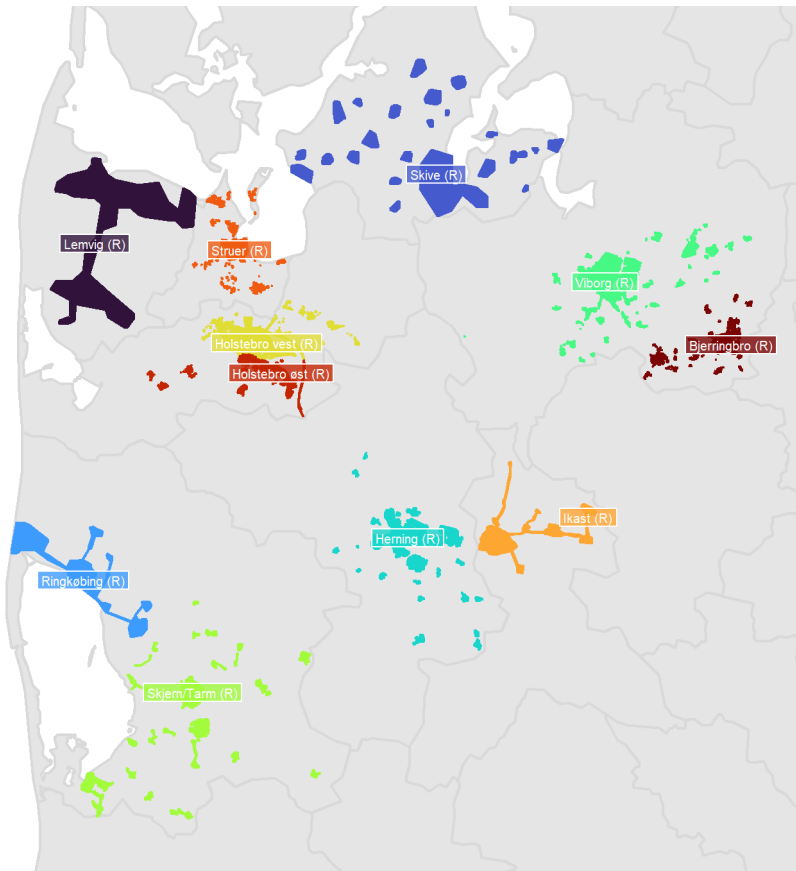 Skive (R)
Lemvig (R)
Struer (R)
Viborg (R)
Holstebro vest (R)
Bjerringbro (R)
Holstebro øst (R)
Ikast (R)
Herning (R)
Ringkøbing (R)
Skjern/Tarm (R)